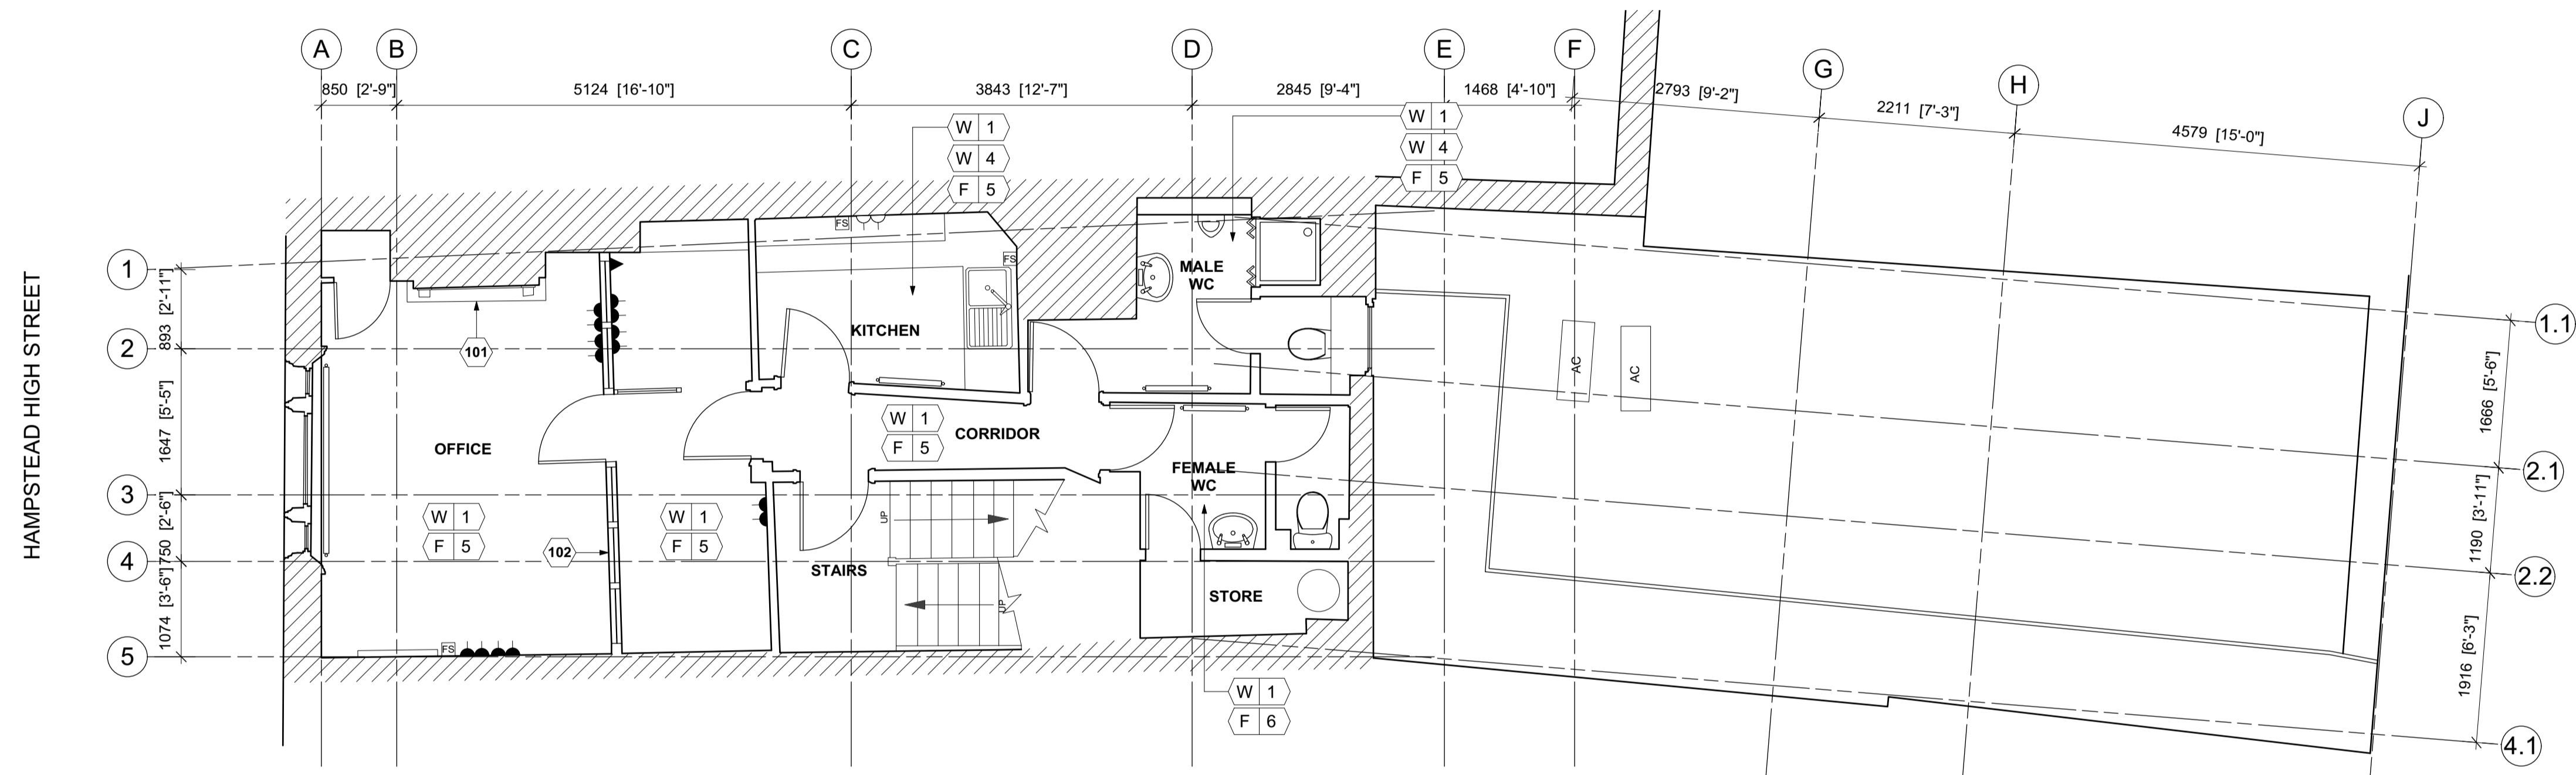 A
B
C
D
E
F
G
H
J
850 [2'-9"]
5124 [16'-10"]
3843 [12'-7"]
2845 [9'-4"]
1468 [4'-10"]
2793 [9'-2"]
2211 [7'-3"]
4579 [15'-0"]
W 1
W 4
F 5
W 1
W 4
F 5
HAMPSTEAD HIGH STREET
1
2
3
4
5
893 [2'-11"]
1647 [5'-5"]
750 [2'-6"]
1074 [3'-6"]
FS
FS
MALE
WC
KITCHEN
101
OFFICE
W 1
F 5
CORRIDOR
FEMALE
WC
W 1
F 5
W 1
F 5
102
UP
STAIRS
UP
STORE
FS
W 1
F 6
AC
AC
1.1
2.1
2.2
4.1
1666 [5'-6"]
1190 [3'-11"]
1916 [6'-3"]